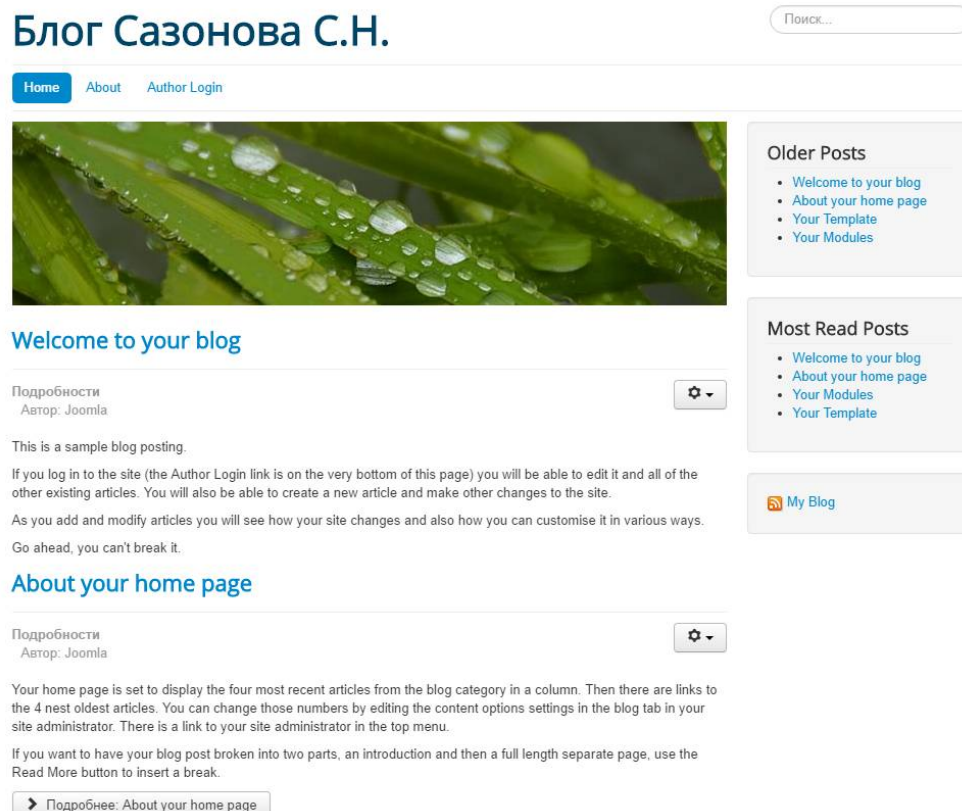 Блог Сазонова С.Н.
Поиск...
Home About Author Login
Welcome to your blog
Подробности
Автор: Joomla
This is a sample blog posting.
If you log in to the site (the Author Login link is on the very bottom of this page) you will be able to edit it and all of the
other existing articles. You will also be able to create a new article and make other changes to the site.
As you add and modify articles you will see how your site changes and also how you can customise it in various ways.
Go ahead, you can't break it.
About your home page
Подробности
Автор: Joomla
Your home page is set to display the four most recent articles from the blog category in a column. Then there are links to
the 4 nest oldest articles. You can change those numbers by editing the content options settings in the blog tab in your
site administrator. There is a link to your site administrator in the top menu.
If you want to have your blog post broken into two parts, an introduction and then a full length separate page, use the
Read More button to insert a break.
Подробнее: About your home page
Older Posts
Welcome to your blog
About your home page
Your Template
Your Modules
Most Read Posts
Welcome to your blog
About your home page
Your Modules
Your Template
My Blog